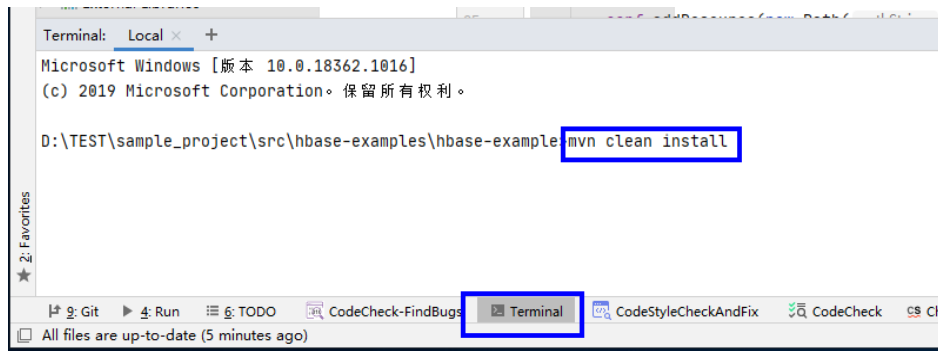 Terminal: Local × +
Microsoft Windows [版本 10.0.18362.1016]
(c) 2019 Microsoft Corporation。保留所有权利。
D:\TEST\sample_project\src\hbase-examples\hbase-example>mvn clean install
2: Favorites
9: Git 4: Run 6: TODO CodeCheck-FindBugs Terminal CodeStyleCheckAndFix CodeCheck CS
All files are up-to-date (5 minutes ago)